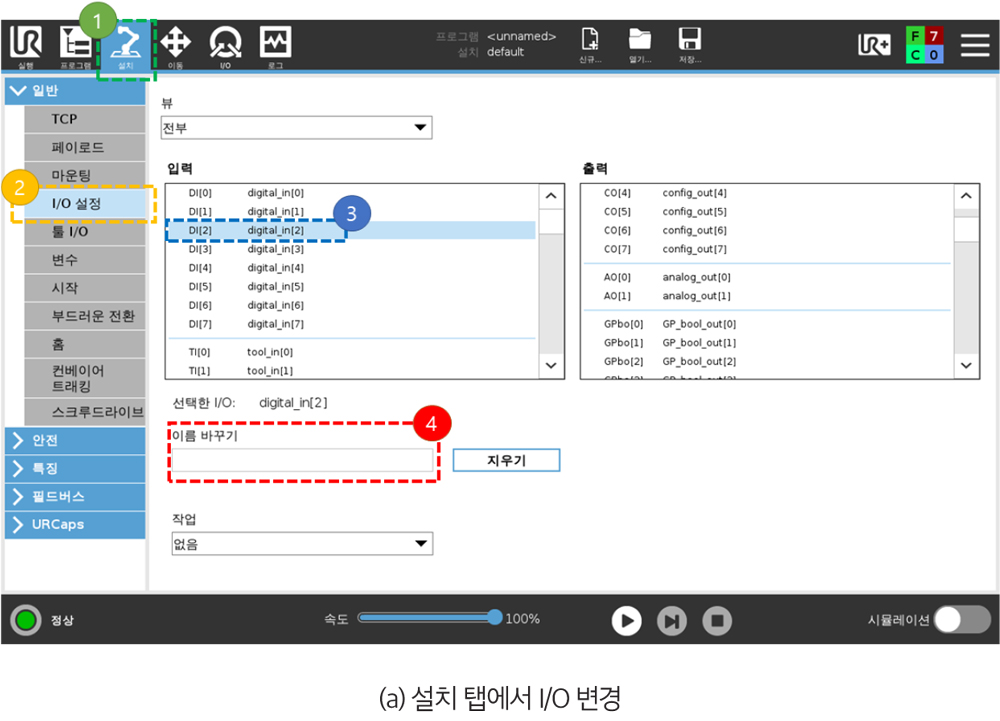 1
UR
프로그램 <unnamed>
설치 default
UR+
F 7
C 0
실행 프로그램 설치 이동 I/O 로그
신규... 열기... 저장...
일반
TCP
페이로드
마운팅
2
I/O 설정
툴 I/O
변수
시작
부드러운 전환
홈
컨베이어
트래킹
스크루드라이브
안전
특징
필드버스
URCaps
뷰
전부
입력
DI[0] digital_in[0]
DI[1] digital_in[1]
3
DI[2] digital_in[2]
DI[3] digital_in[3]
DI[4] digital_in[4]
DI[5] digital_in[5]
DI[6] digital_in[6]
DI[7] digital_in[7]
TI[0] tool_in[0]
TI[1] tool_in[1]
출력
CO[4] config_out[4]
CO[5] config_out[5]
CO[6] config_out[6]
CO[7] config_out[7]
AO[0] analog_out[0]
AO[1] analog_out[1]
GPbo[0] GP_bool_out[0]
GPbo[1] GP_bool_out[1]
GPbo[2] GP_bool_out[2]
선택한 I/O: digital_in[2]
4
이름 바꾸기
지우기
작업
없음
정상
속도 100%
시뮬레이션
(a) 설치 탭에서 I/O 변경